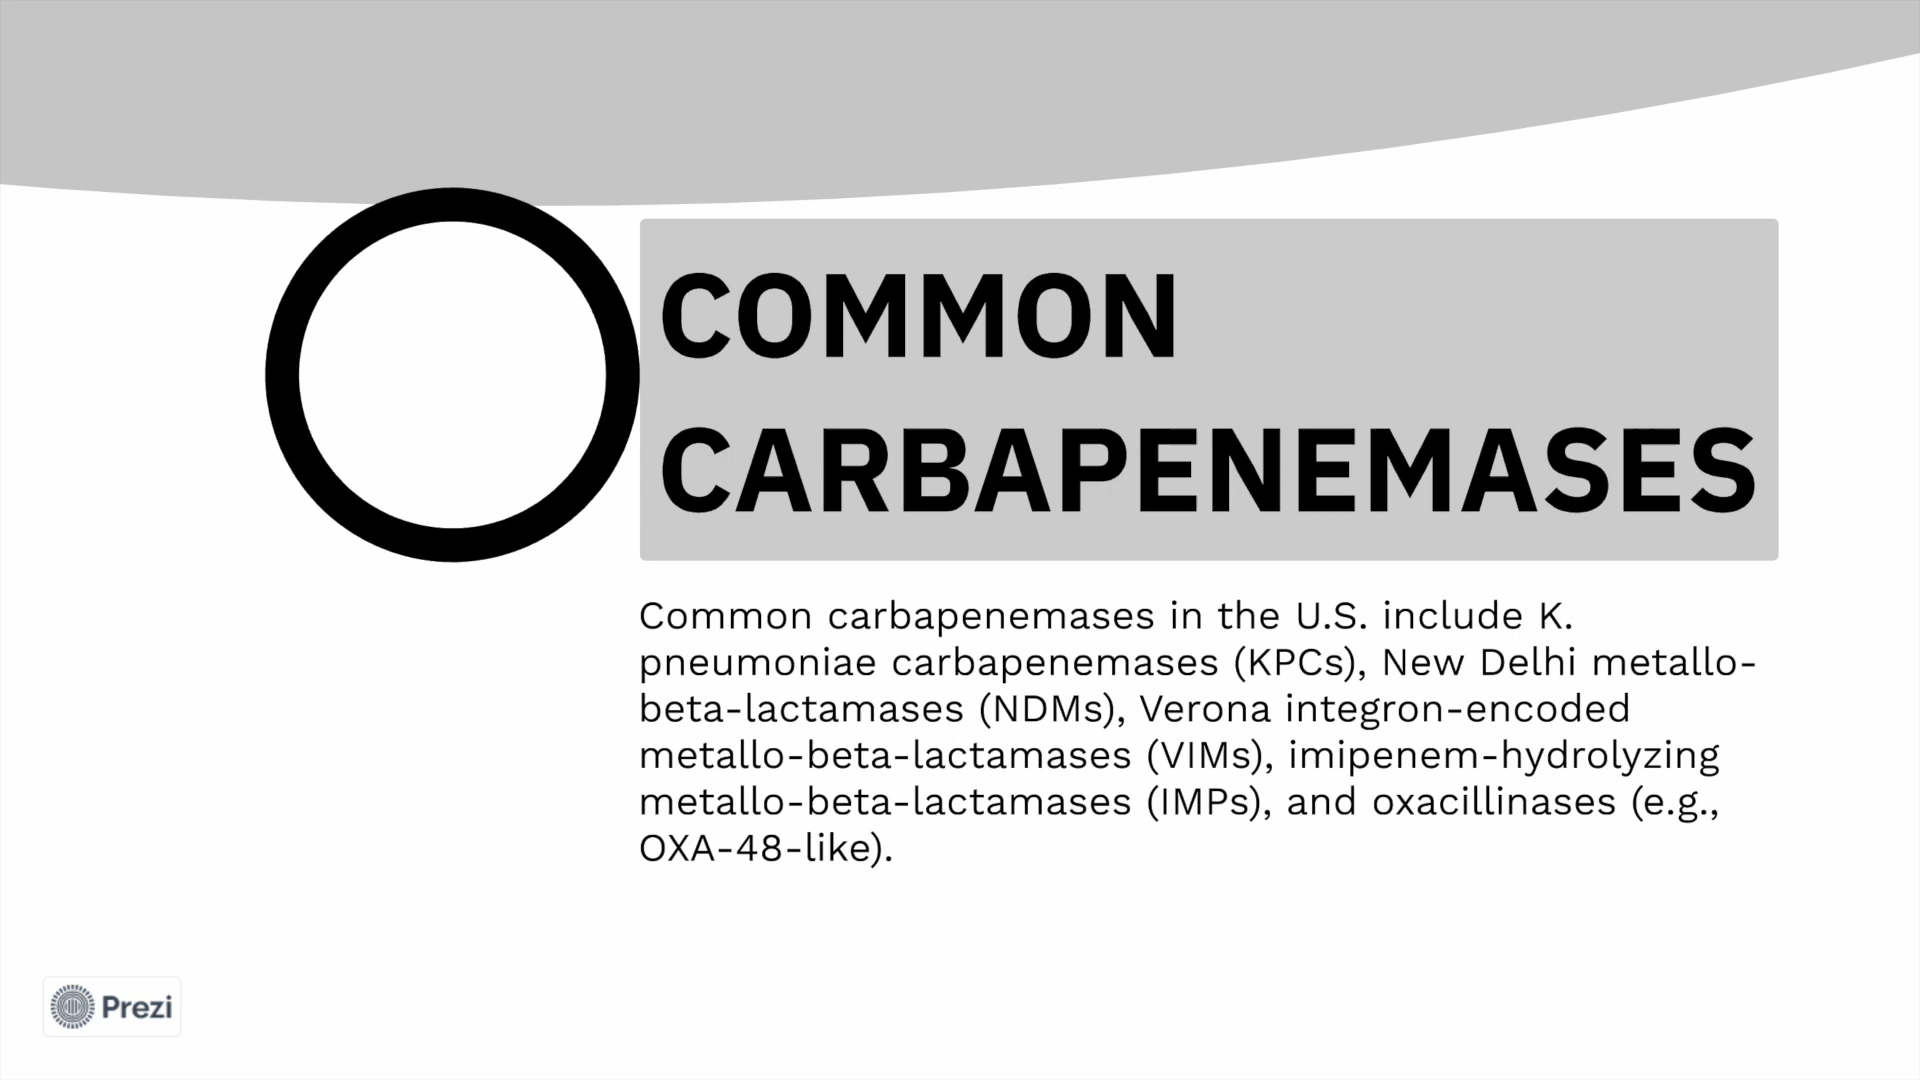 COMMON
CARBAPENEMASES
Common carbapenemases in the U.S. include K.
pneumoniae carbapenemases (KPCs), New Delhi metallo-
beta-lactamases (NDMs), Verona integron-encoded
metallo-beta-lactamases (VIMs), imipenem-hydrolyzing
metallo-beta-lactamases (IMPs), and oxacillinases (e.g.,
OXA-48-like).
Prezi